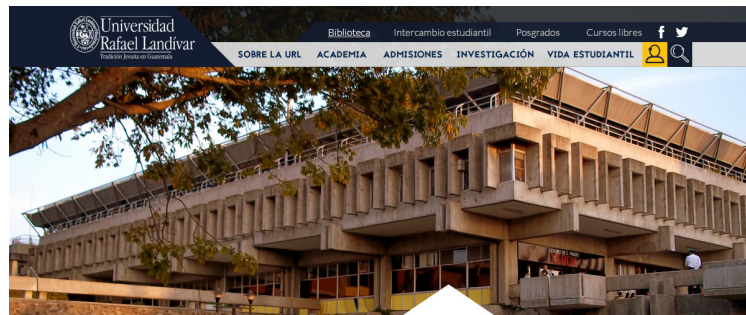 Universidad
Rafael Landívar
Tradición Jesuita en Guatemala
Biblioteca Intercambio estudiantil Posgrados Cursos libres
SOBRE LA URL ACADEMIA ADMISIONES INVESTIGACIÓN VIDA ESTUDIANTIL